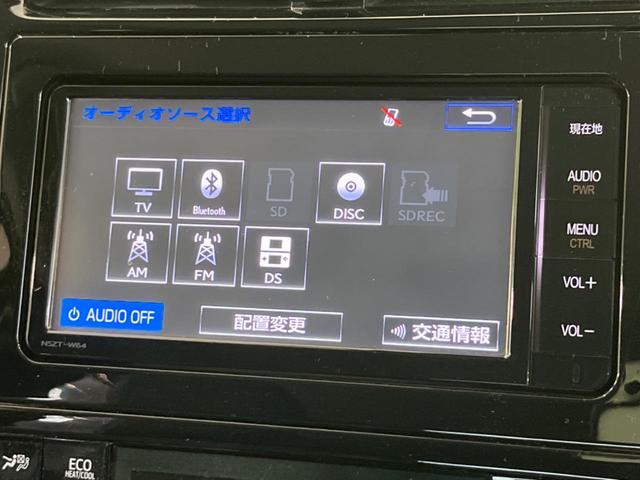 オーディオソース選択
現在地
TV
Bluetooth
SD
DISC
SDREC
AUDIO
PWR
AM
FM
DS
MENU
CTRL
VOL+
AUDIO OFF
配置変更
交通情報
VOL−
NSZT-W64
ECO
HEAT/COOL